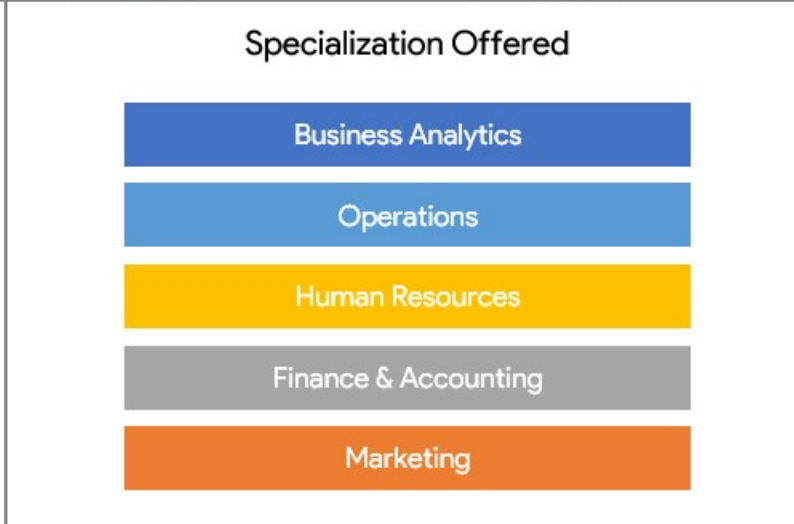 Specialization Offered
Business Analytics
Operations
Human Resources
Finance & Accounting
Marketing